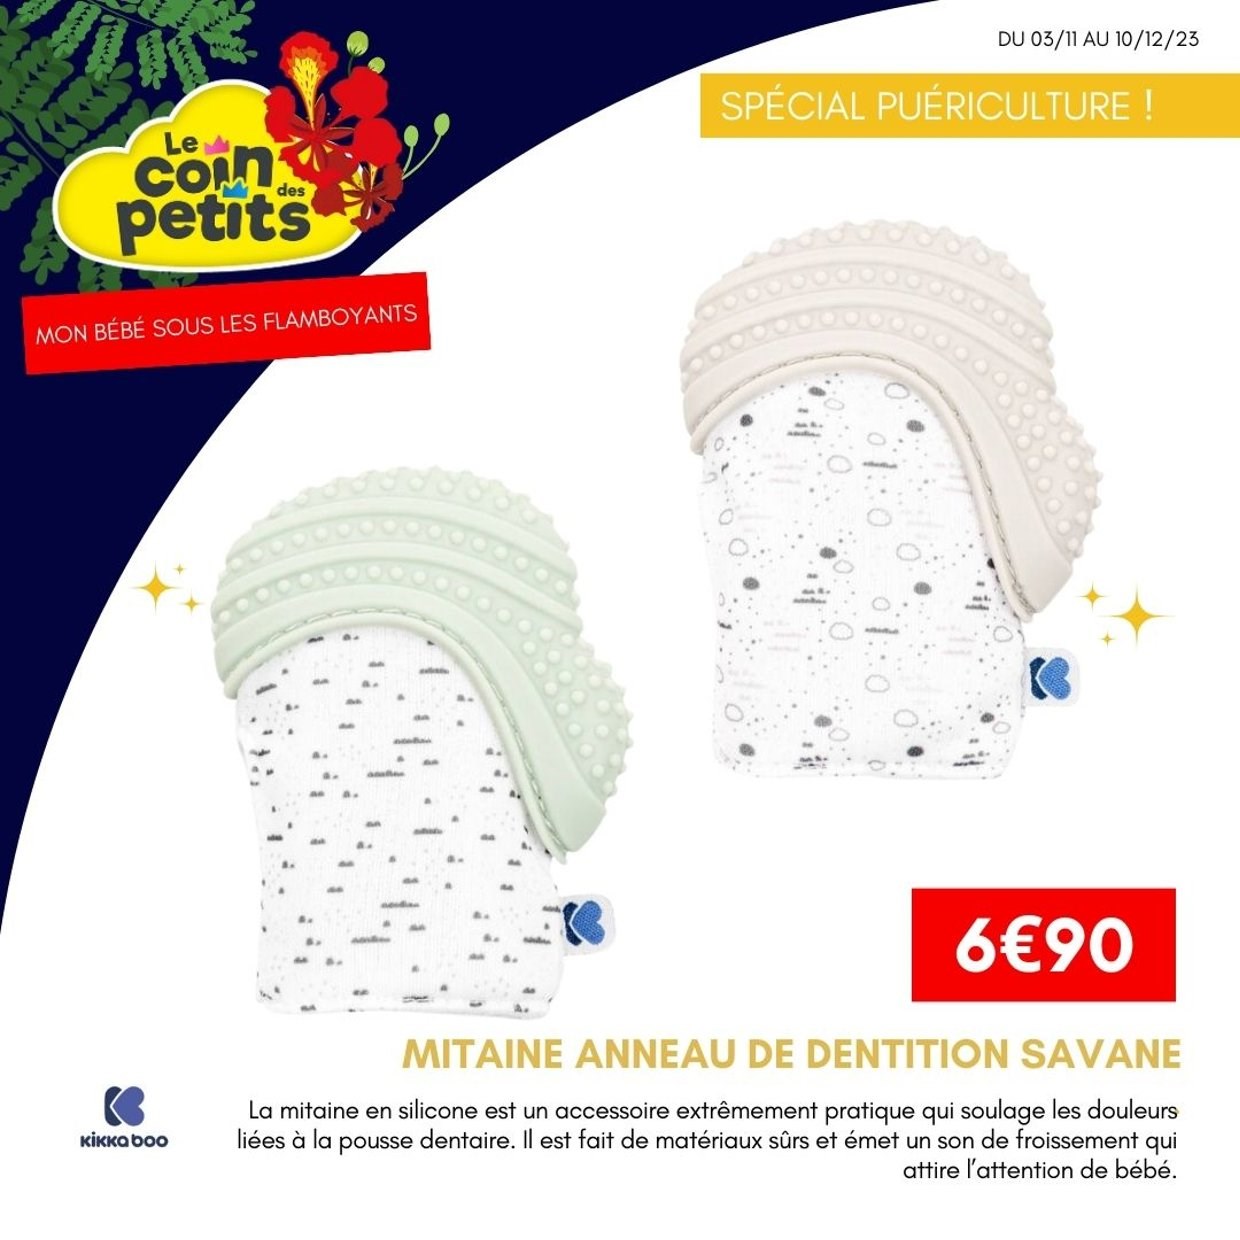 DU 03/11 AU 10/12/23
SPÉCIAL PUÉRICULTURE !
Le
coin
des
petits
MON BÉBÉ SOUS LES FLAMBOYANTS
6€90
MITAINE ANNEAU DE DENTITION SAVANE
La mitaine en silicone est un accessoire extrêmement pratique qui soulage les douleurs
liées à la pousse dentaire. Il est fait de matériaux sûrs et émet un son de froissement qui
attire l'attention de bébé.
kikka boo